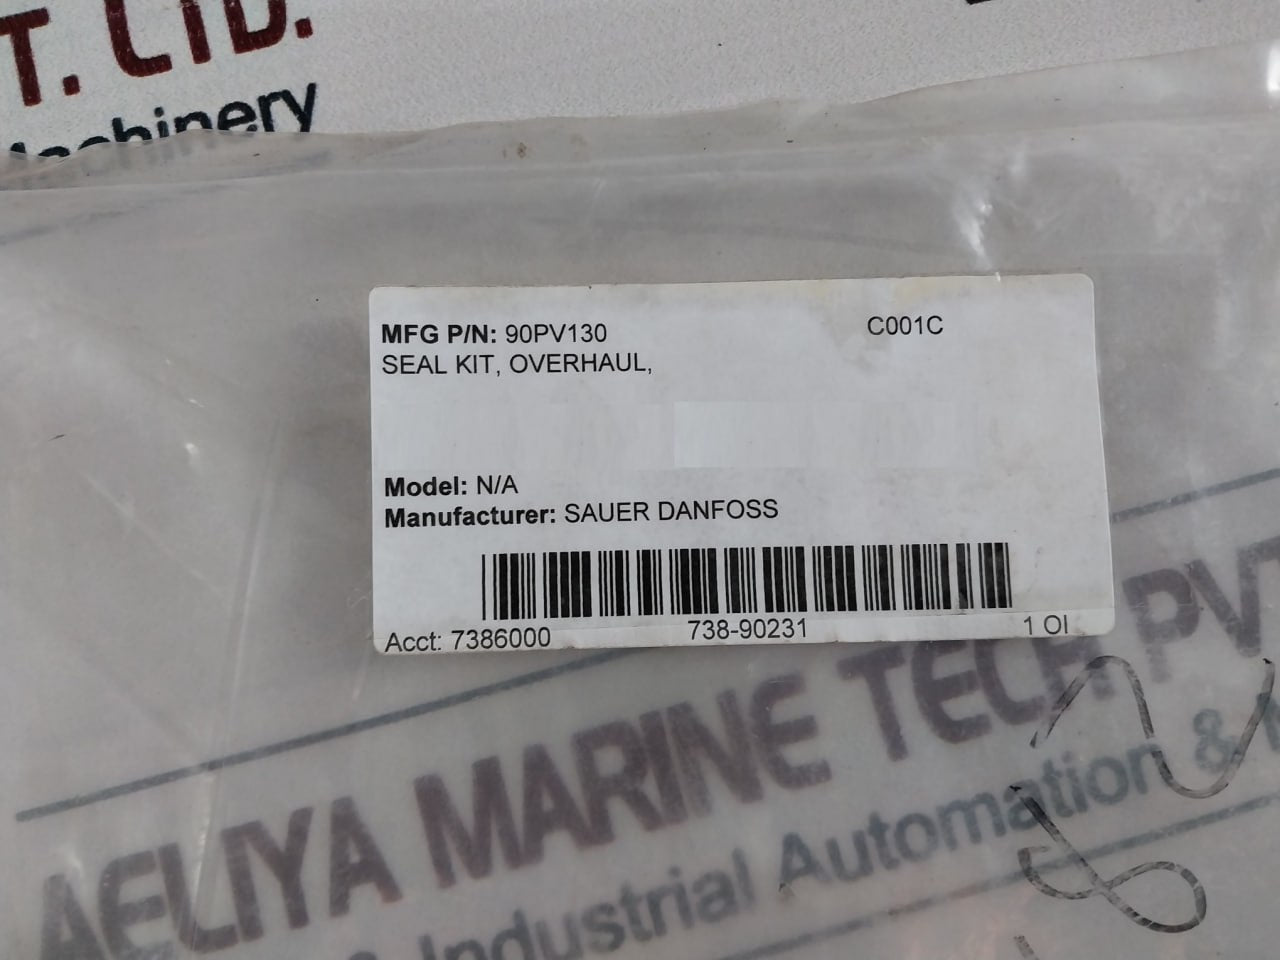 T. LTD.
Machinery
MFG P/N: 90PV130 C001C
SEAL KIT, OVERHAUL,
Model: N/A
Manufacturer: SAUER DANFOSS
Acct: 7386000 738-90231 1 OI
AELIYA MARINE TECH PVT
& Industrial Automation &